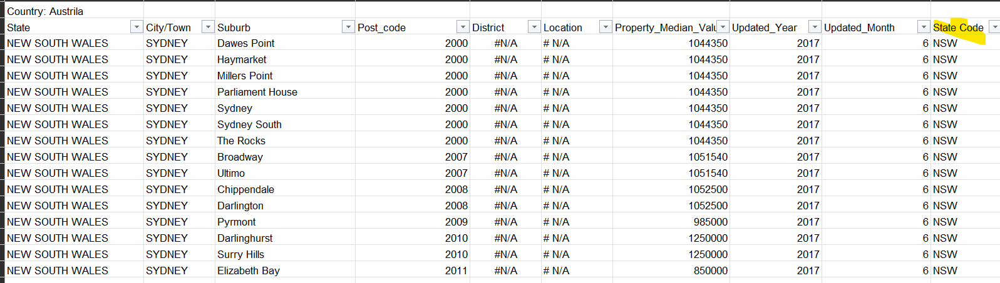 Country: Austrila
State City/Town Suburb Post_code District Location Property_Median_Valu Updated_Year Updated_Month State Code
NEW SOUTH WALES SYDNEY Dawes Point 2000 #N/A # N/A 1044350 2017 6 NSW
NEW SOUTH WALES SYDNEY Haymarket 2000 #N/A # N/A 1044350 2017 6 NSW
NEW SOUTH WALES SYDNEY Millers Point 2000 #N/A # N/A 1044350 2017 6 NSW
NEW SOUTH WALES SYDNEY Parliament House 2000 #N/A # N/A 1044350 2017 6 NSW
NEW SOUTH WALES SYDNEY Sydney 2000 #N/A # N/A 1044350 2017 6 NSW
NEW SOUTH WALES SYDNEY Sydney South 2000 #N/A # N/A 1044350 2017 6 NSW
NEW SOUTH WALES SYDNEY The Rocks 2000 #N/A # N/A 1044350 2017 6 NSW
NEW SOUTH WALES SYDNEY Broadway 2007 #N/A # N/A 1051540 2017 6 NSW
NEW SOUTH WALES SYDNEY Ultimo 2007 #N/A # N/A 1051540 2017 6 NSW
NEW SOUTH WALES SYDNEY Chippendale 2008 #N/A # N/A 1052500 2017 6 NSW
NEW SOUTH WALES SYDNEY Darlington 2008 #N/A # N/A 1052500 2017 6 NSW
NEW SOUTH WALES SYDNEY Pyrmont 2009 #N/A # N/A 985000 2017 6 NSW
NEW SOUTH WALES SYDNEY Darlinghurst 2010 #N/A # N/A 1250000 2017 6 NSW
NEW SOUTH WALES SYDNEY Surry Hills 2010 #N/A # N/A 1250000 2017 6 NSW
NEW SOUTH WALES SYDNEY Elizabeth Bay 2011 #N/A # N/A 850000 2017 6 NSW